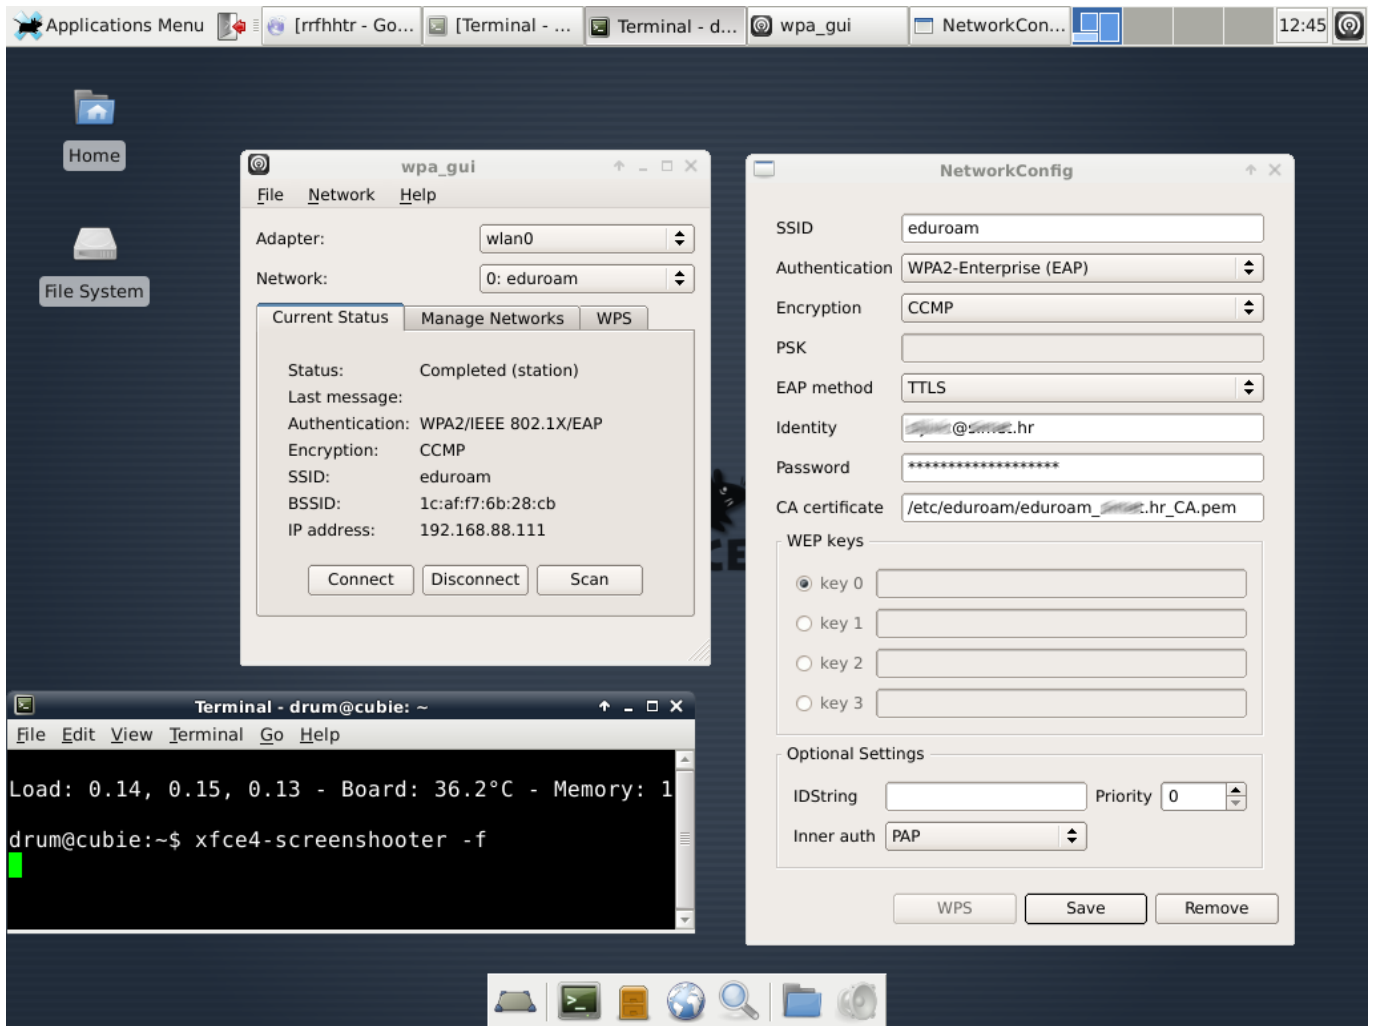 Applications Menu
[rrfhhtr - Go...
[Terminal - ...
Terminal - d...
wpa_gui
NetworkCon...
12:45
Home
File System
wpa_gui
File Network Help
Adapter: wlan0
Network: 0: eduroam
Current Status Manage Networks WPS
Status: Completed (station)
Last message:
Authentication: WPA2/IEEE 802.1X/EAP
Encryption: CCMP
SSID: eduroam
BSSID: 1c:af:f7:6b:28:cb
IP address: 192.168.88.111
Connect Disconnect Scan
NetworkConfig
SSID eduroam
Authentication WPA2-Enterprise (EAP)
Encryption CCMP
PSK
EAP method TTLS
Identity @ .hr
Password *******************
CA certificate /etc/eduroam/eduroam_ .hr_CA.pem
WEP keys
key 0
key 1
key 2
key 3
Optional Settings
IDString Priority 0
Inner auth PAP
WPS Save Remove
Terminal - drum@cubie: ~
File Edit View Terminal Go Help
Load: 0.14, 0.15, 0.13 - Board: 36.2°C - Memory: 1
drum@cubie:~$ xfce4-screenshooter -f